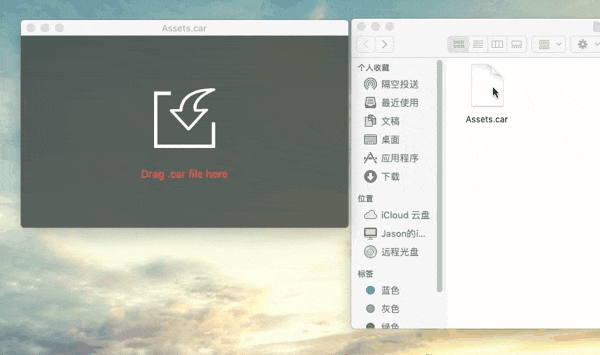 Assets.car
Drag .car file here
个人收藏
隔空投送
最近使用
文稿
桌面
应用程序
下载
位置
iCloud 云盘
Jason的i...
远程光盘
标签
蓝色
灰色
绿色
Assets.car